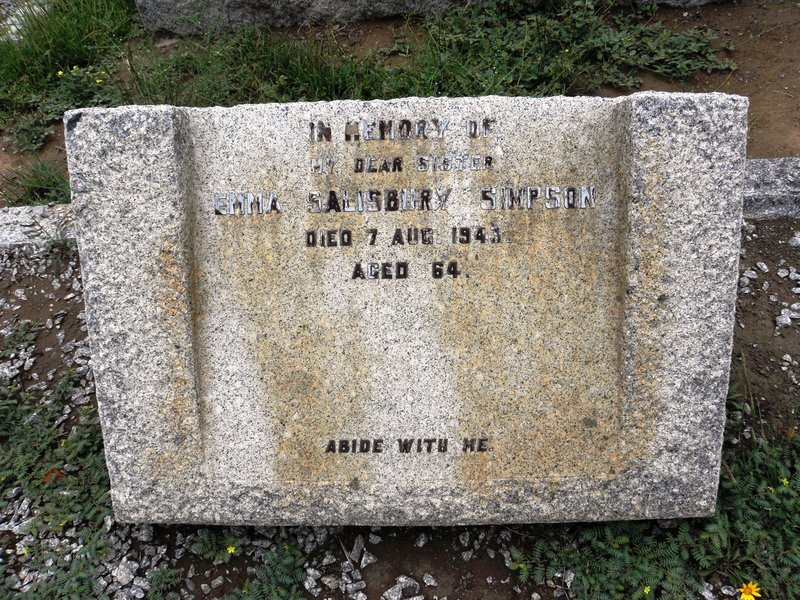 IN MEMORY OF
MY DEAR SISTER
EMMA SALISBURY SIMPSON
DIED 7 AUG. 1943.
AGED 64.
ABIDE WITH ME.